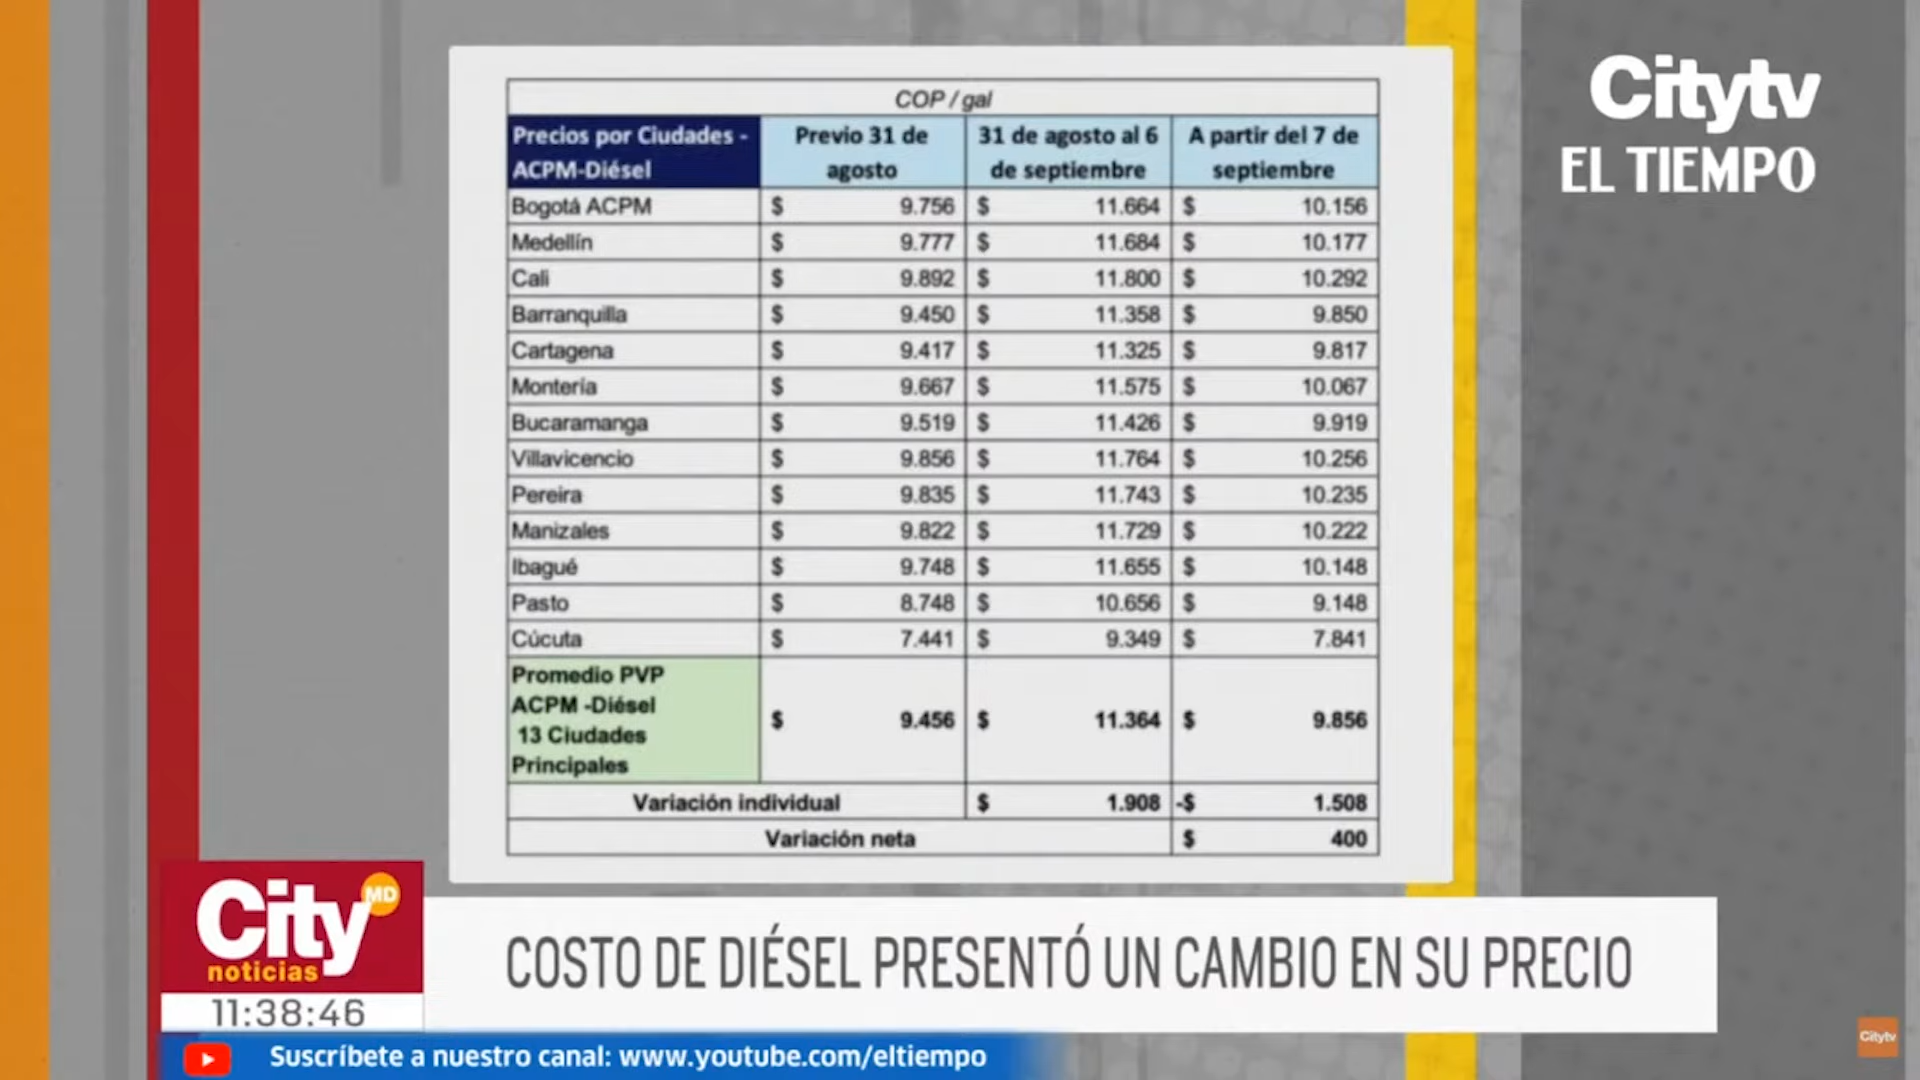 Citytv
EL TIEMPO
COP / gal
Precios por Ciudades - ACPM-Diésel Previo 31 de agosto 31 de agosto al 6 de septiembre A partir del 7 de septiembre
Bogotá ACPM $ 9.756 $ 11.664 $ 10.156
Medellín $ 9.777 $ 11.684 $ 10.177
Cali $ 9.892 $ 11.800 $ 10.292
Barranquilla $ 9.450 $ 11.358 $ 9.850
Cartagena $ 9.417 $ 11.325 $ 9.817
Montería $ 9.667 $ 11.575 $ 10.067
Bucaramanga $ 9.519 $ 11.426 $ 9.919
Villavicencio $ 9.856 $ 11.764 $ 10.256
Pereira $ 9.835 $ 11.743 $ 10.235
Manizales $ 9.822 $ 11.729 $ 10.222
Ibagué $ 9.748 $ 11.655 $ 10.148
Pasto $ 8.748 $ 10.656 $ 9.148
Cúcuta $ 7.441 $ 9.349 $ 7.841
Promedio PVP
ACPM -Diésel
13 Ciudades
Principales
$ 9.456 $ 11.364 $ 9.856
Variación individual $ 1.908 -$ 1.508
Variación neta $ 400
City MD
noticias
11:38:46
COSTO DE DIÉSEL PRESENTÓ UN CAMBIO EN SU PRECIO
Suscríbete a nuestro canal: www.youtube.com/eltiempo
Citytv